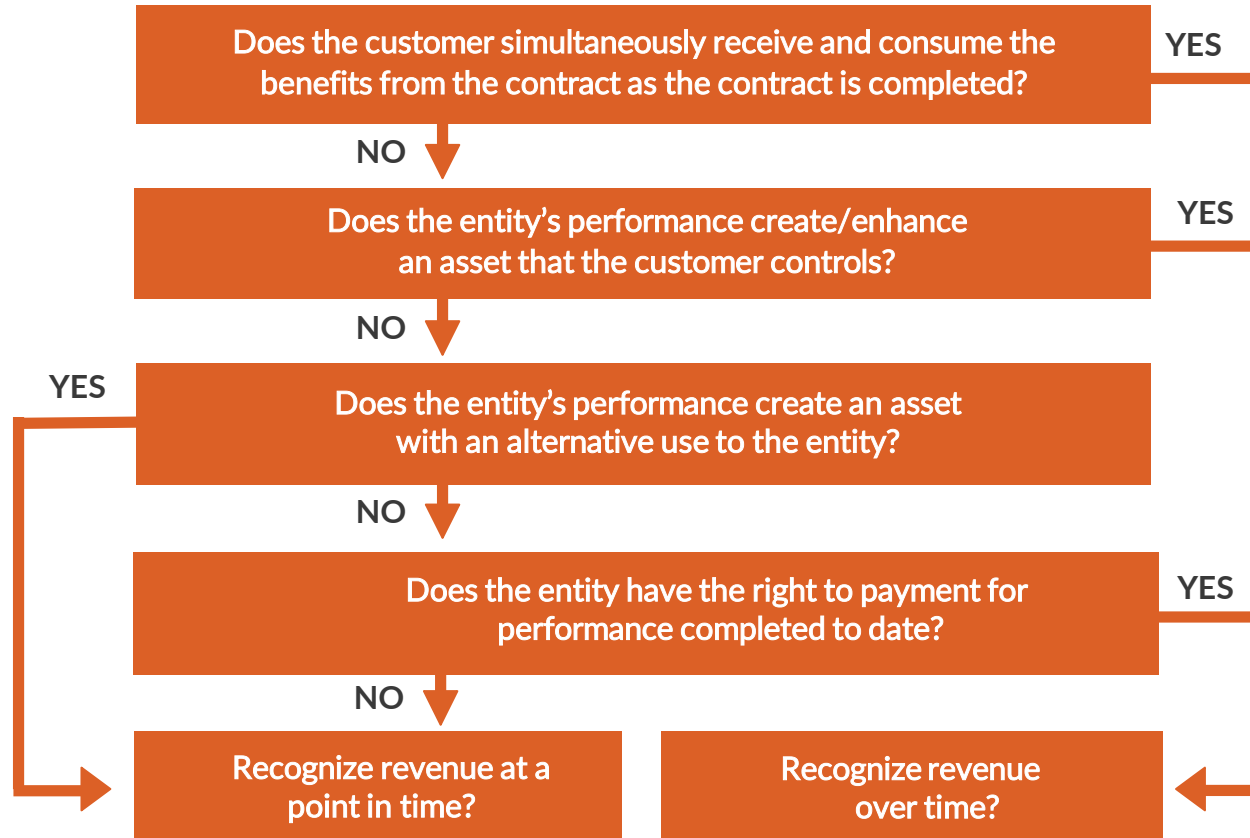 Does the customer simultaneously receive and consume the
benefits from the contract as the contract is completed?
YES
NO
Does the entity’s performance create/enhance
an asset that the customer controls?
YES
NO
YES
Does the entity’s performance create an asset
with an alternative use to the entity?
NO
Does the entity have the right to payment for
performance completed to date?
YES
NO
Recognize revenue at a
point in time?
Recognize revenue
over time?